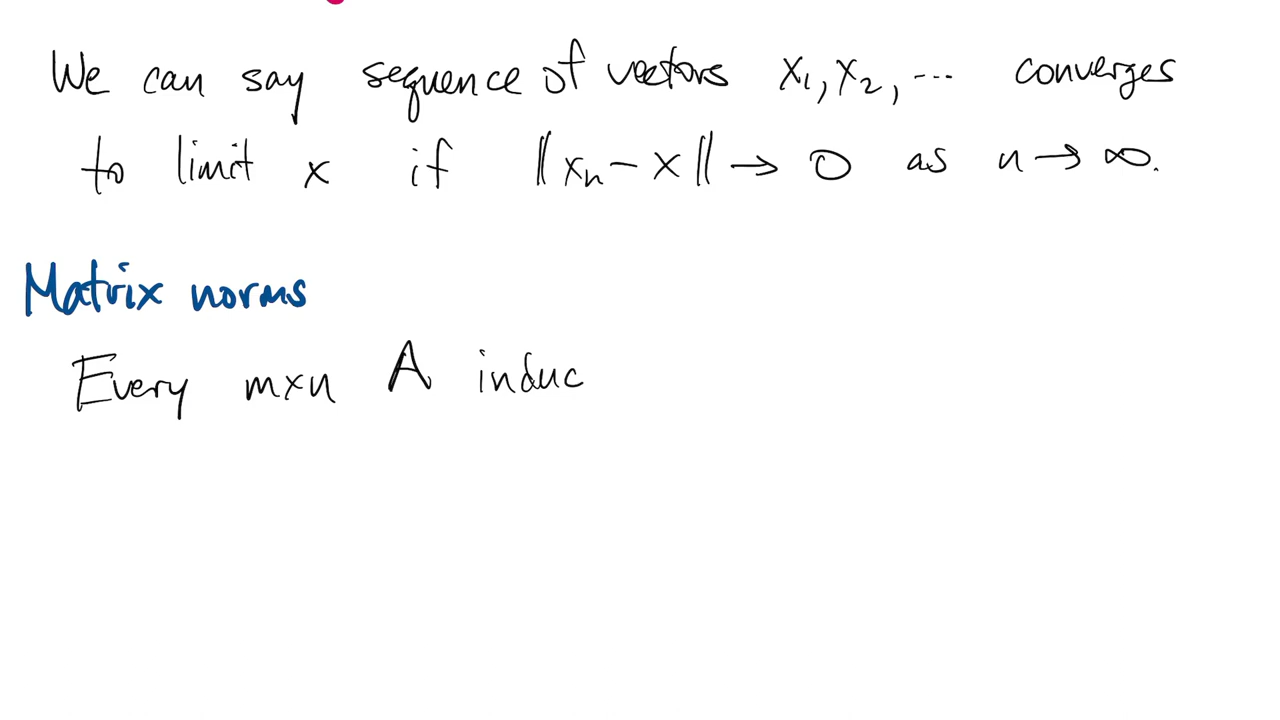 We can say sequence of vectors x₁, x₂, ... converges
to limit x if ‖xₙ - x‖ → 0 as n → ∞.
Matrix norms
Every m×n A induc